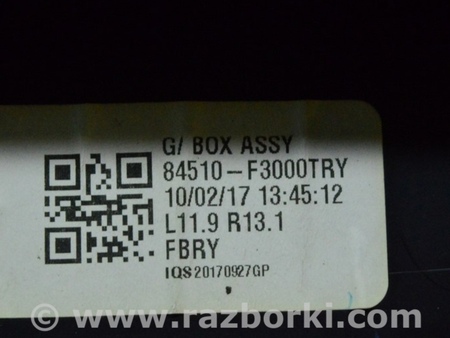 G/ BOX ASSY
84510-F3000TRY
10/02/17 13:45:12
L11.9 R13.1
FBRY
IQS20170927GP
© www.razborki.com